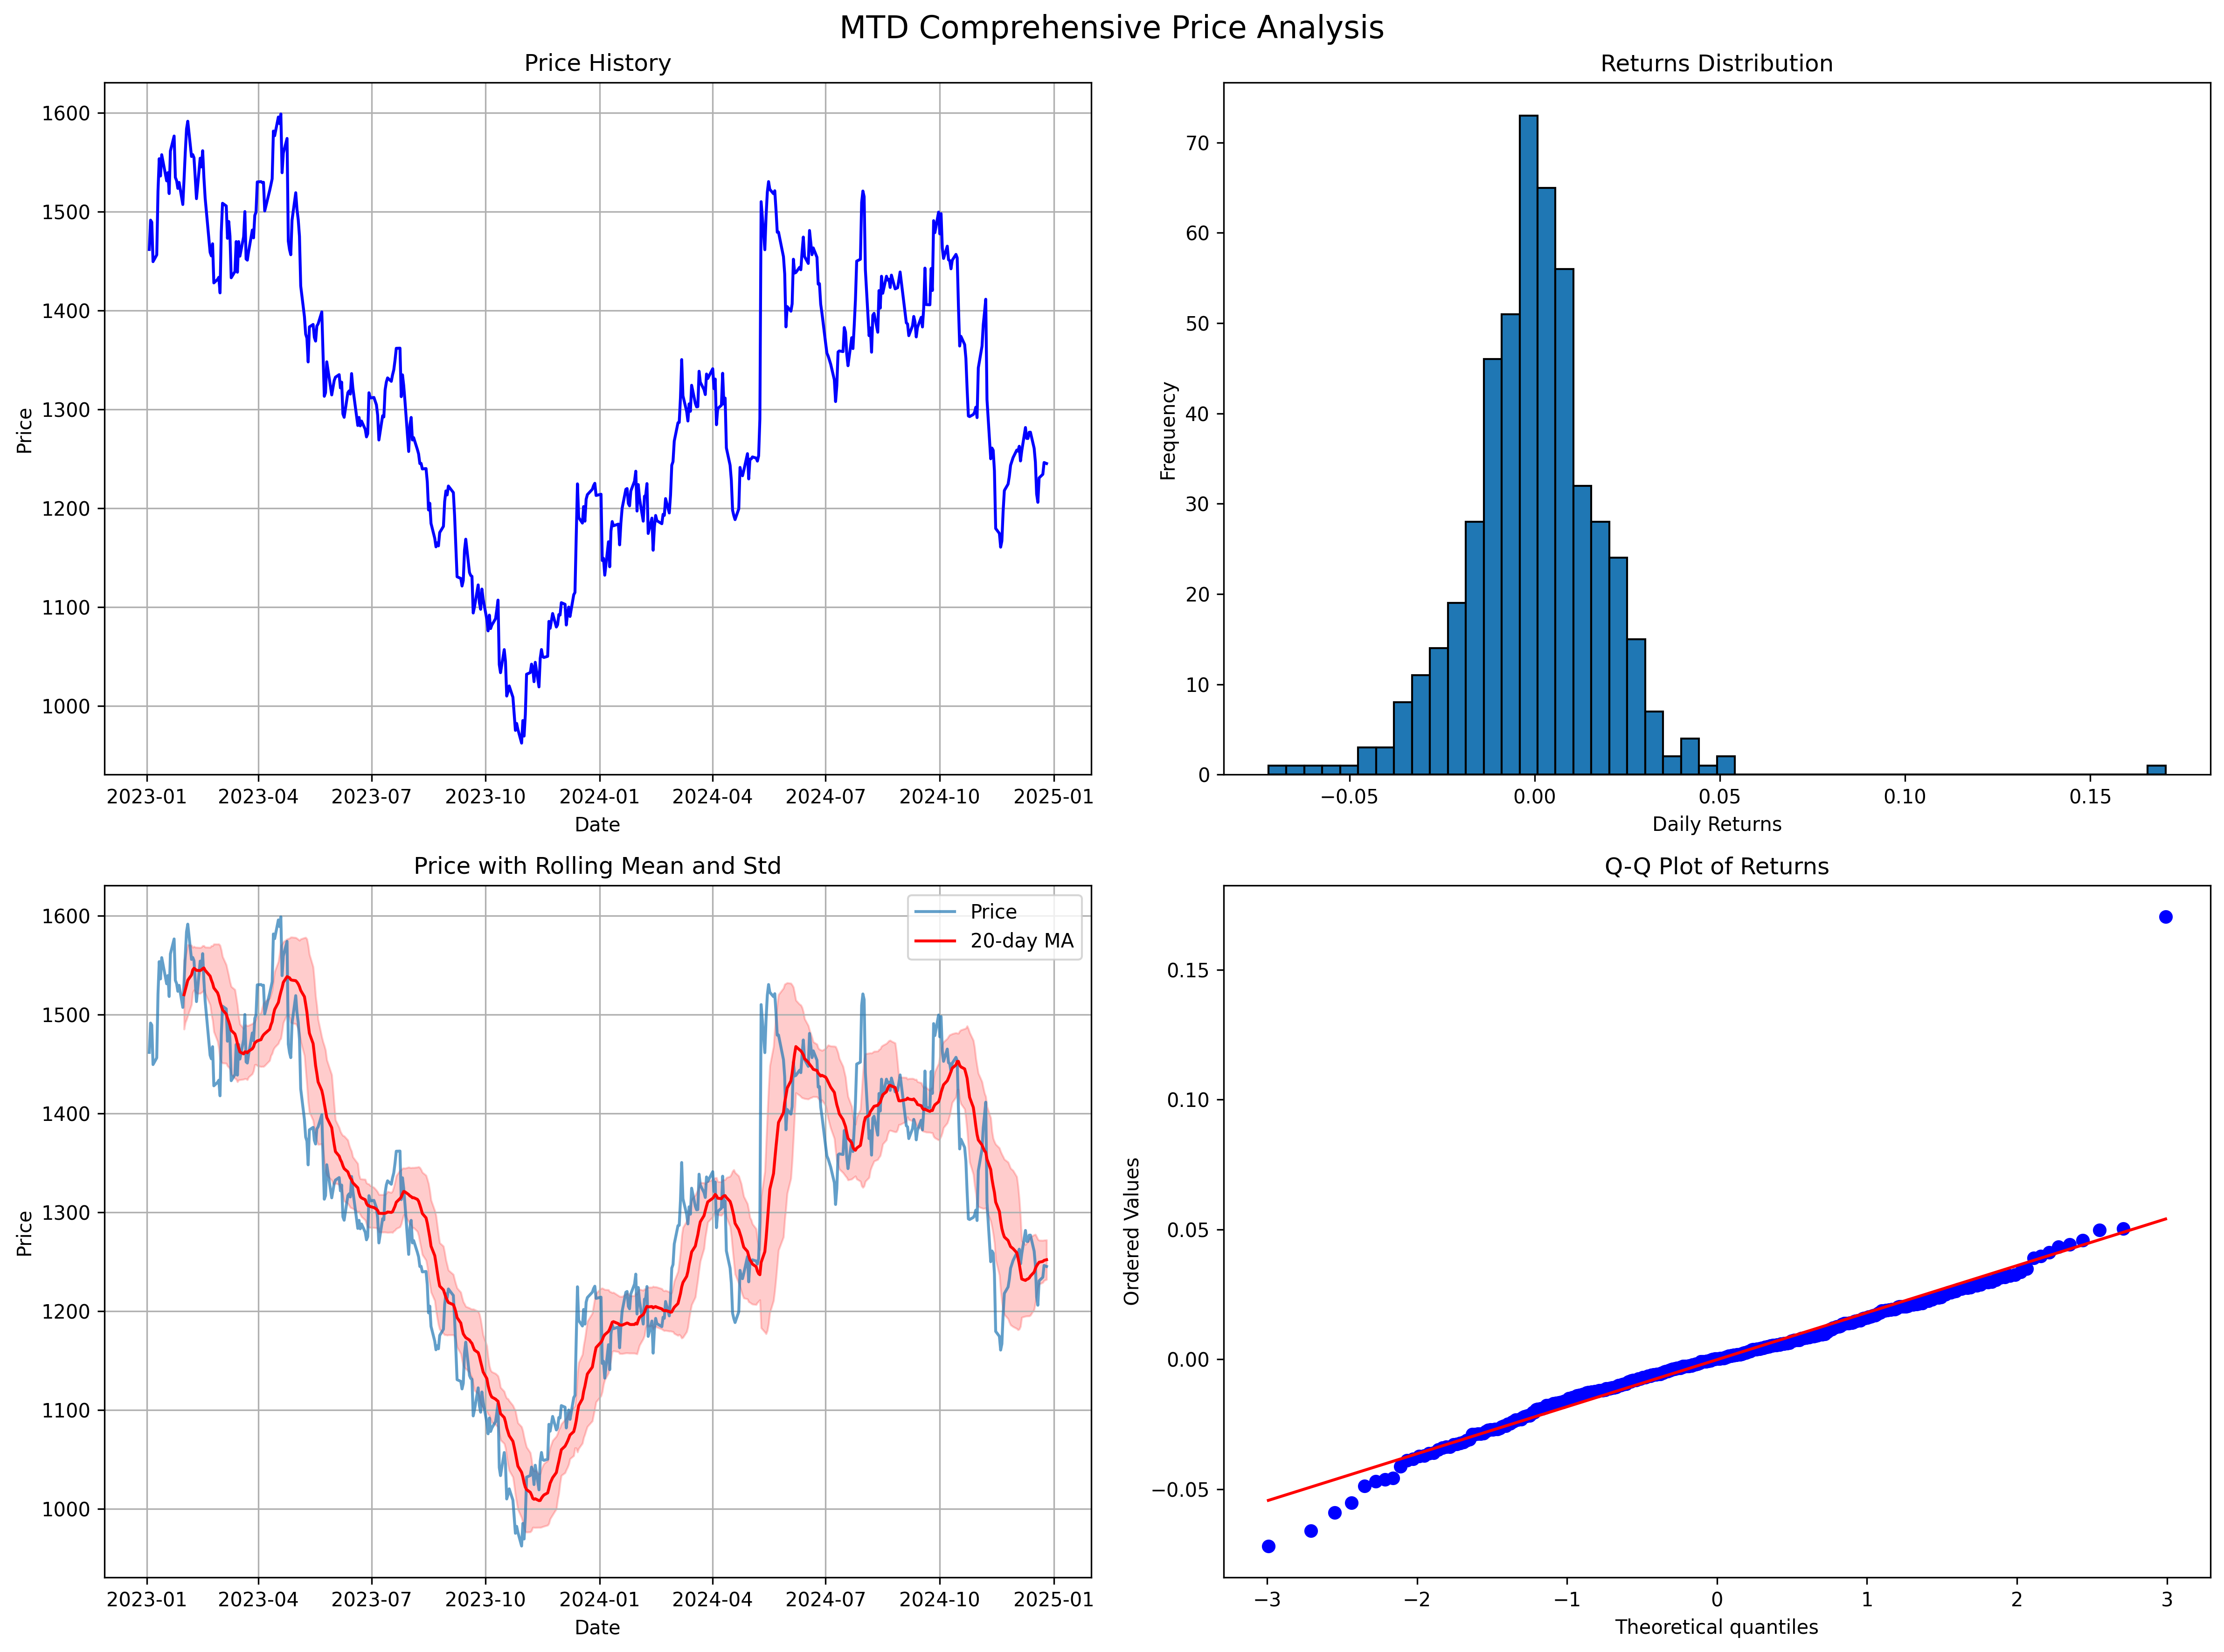 MTD Comprehensive Price Analysis
Price History
1600
1500
1400
1300
1200
1100
1000
Price
2023-01 2023-04 2023-07 2023-10 2024-01 2024-04 2024-07 2024-10 2025-01
Date
Returns Distribution
70
60
50
40
30
20
10
0
Frequency
−0.05 0.00 0.05 0.10 0.15
Daily Returns
Price with Rolling Mean and Std
Price
20-day MA
1600
1500
1400
1300
1200
1100
1000
Price
2023-01 2023-04 2023-07 2023-10 2024-01 2024-04 2024-07 2024-10 2025-01
Date
Q-Q Plot of Returns
0.15
0.10
0.05
0.00
−0.05
Ordered Values
−3 −2 −1 0 1 2 3
Theoretical quantiles